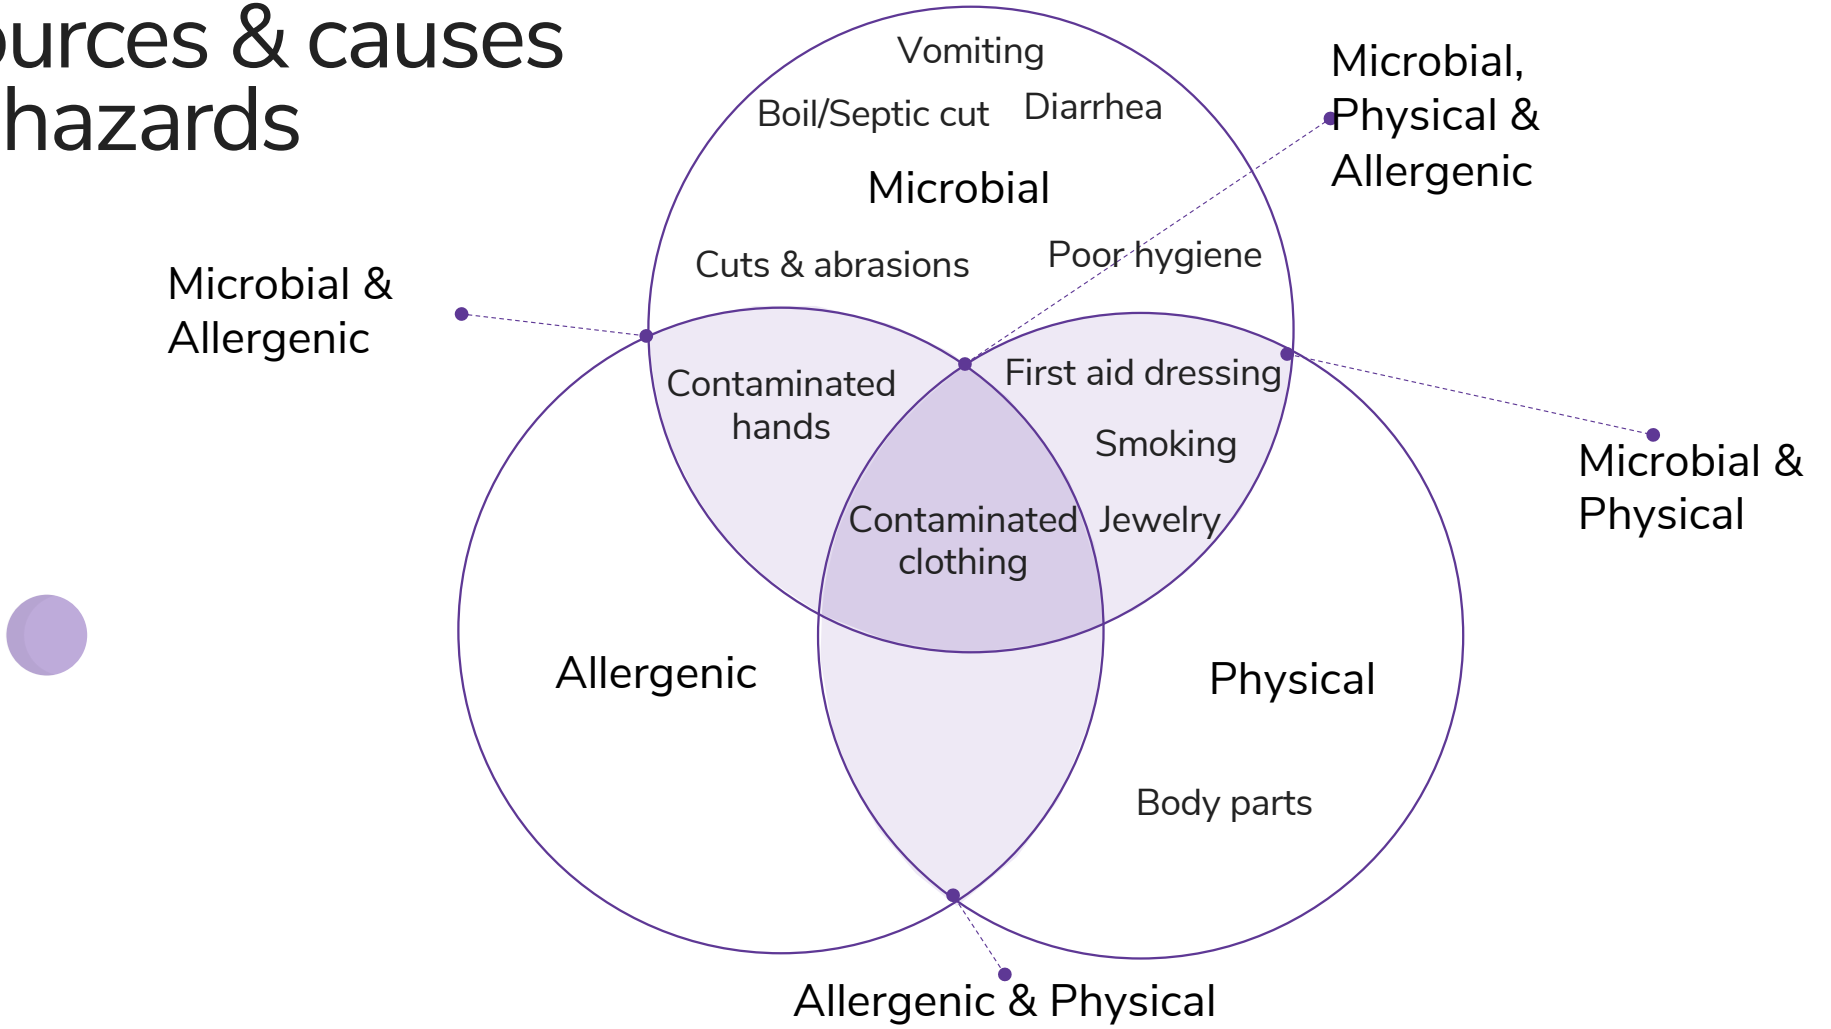 ources & causes
hazards
Vomiting
Boil/Septic cut
Diarrhea
Microbial
Cuts & abrasions
Poor hygiene
Microbial,
Physical &
Allergenic
Microbial &
Allergenic
Contaminated
hands
First aid dressing
Smoking
Jewelry
Contaminated
clothing
Microbial &
Physical
Allergenic
Physical
Body parts
Allergenic & Physical